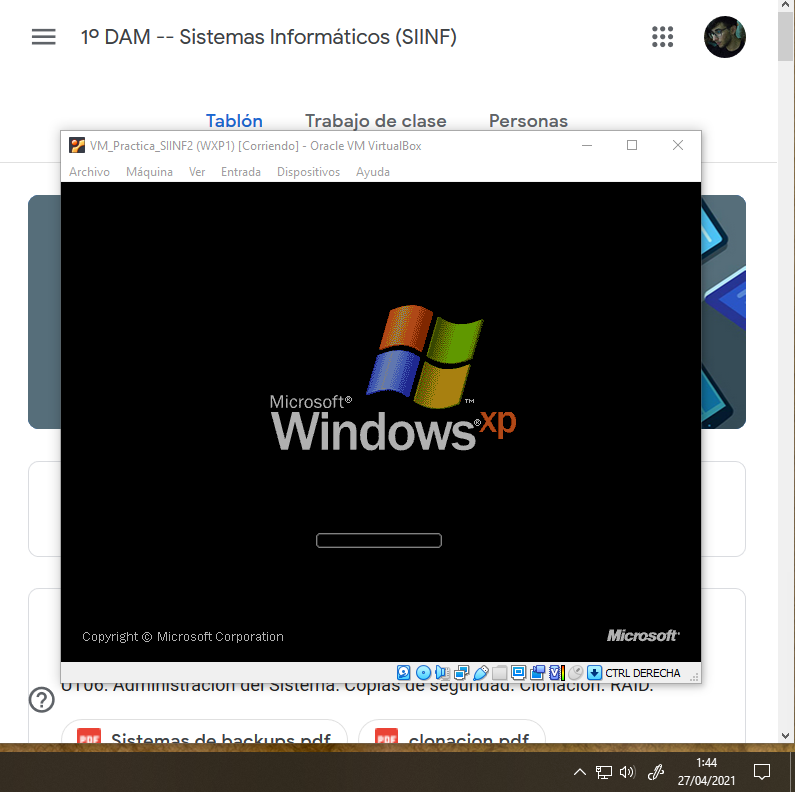 1º DAM -- Sistemas Informáticos (SIINF)
Tablón Trabajo de clase Personas
VM_Practica_SIINF2 (WXP1) [Corriendo] - Oracle VM VirtualBox
Archivo Máquina Ver Entrada Dispositivos Ayuda
Microsoft®
Windows® xp ™
Copyright © Microsoft Corporation
Microsoft®
CTRL DERECHA
UT06. Administración del Sistema. Copias de seguridad. Clonación. RAID.
PDF Sistemas de backups.pdf PDF clonacion.pdf
1:44
27/04/2021